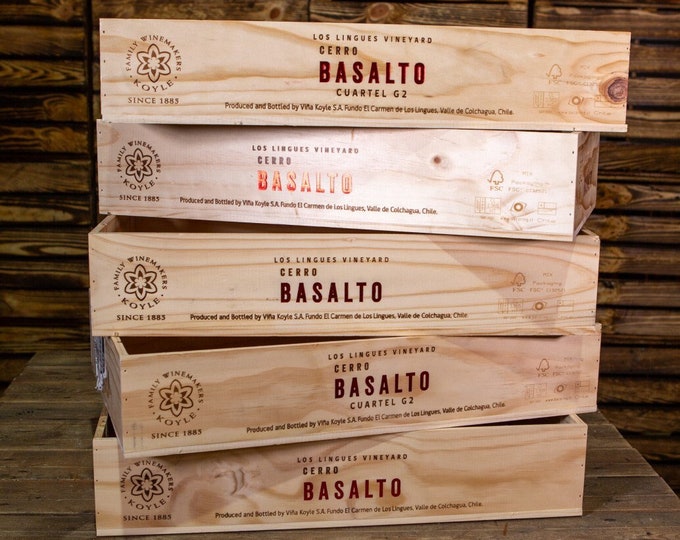 FAMILY WINEMAKERS
KOYLE
SINCE 1885
LOS LINGUES VINEYARD
CERRO
BASALTO
CUARTEL G2
Produced and Bottled by Viña Koyle S.A. Fundo El Carmen de Los Lingues, Valle de Colchagua, Chile.
FAMILY WINEMAKERS
KOYLE
SINCE 1885
LOS LINGUES VINEYARD
CERRO
BASALTO
Produced and Bottled by Viña Koyle S.A. Fundo El Carmen de Los Lingues, Valle de Colchagua, Chile.
FSC
MIX
Packaging
FAMILY WINEMAKERS
KOYLE
SINCE 1885
LOS LINGUES VINEYARD
CERRO
BASALTO
Produced and Bottled by Viña Koyle S.A. Fundo El Carmen de Los Lingues, Valle de Colchagua, Chile.
FSC
MIX
Packaging
FAMILY WINEMAKERS
KOYLE
SINCE 1885
LOS LINGUES VINEYARD
CERRO
BASALTO
CUARTEL G2
Produced and Bottled by Viña Koyle S.A. Fundo El Carmen de Los Lingues, Valle de Colchagua, Chile.
FSC
FAMILY WINEMAKERS
KOYLE
SINCE 1885
LOS LINGUES VINEYARD
CERRO
BASALTO
Produced and Bottled by Viña Koyle S.A. Fundo El Carmen de Los Lingues, Valle de Colchagua, Chile.